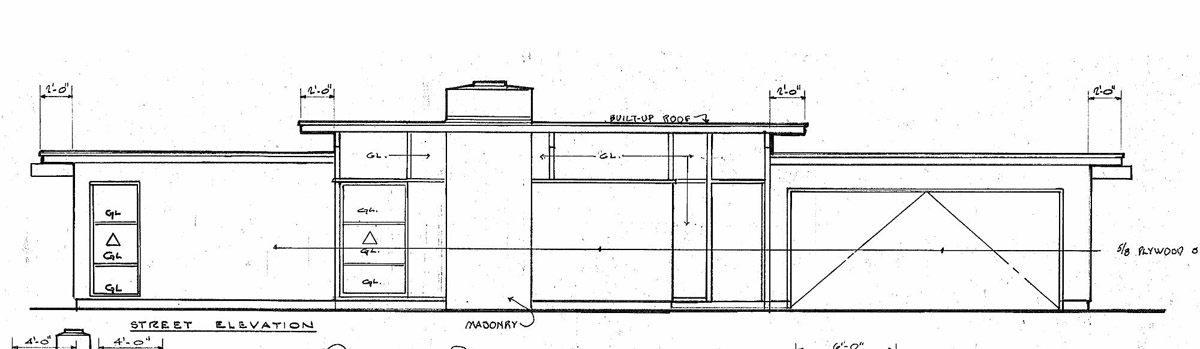 2'-0" 2'-0" 2'-0" 2'-0"
BUILT-UP ROOF
GL. GL.
GL GL.
GL GL.
5/8 PLYWOOD
GL GL.
STREET ELEVATION
MASONRY
4'-0" 4'-0" 6'-0"